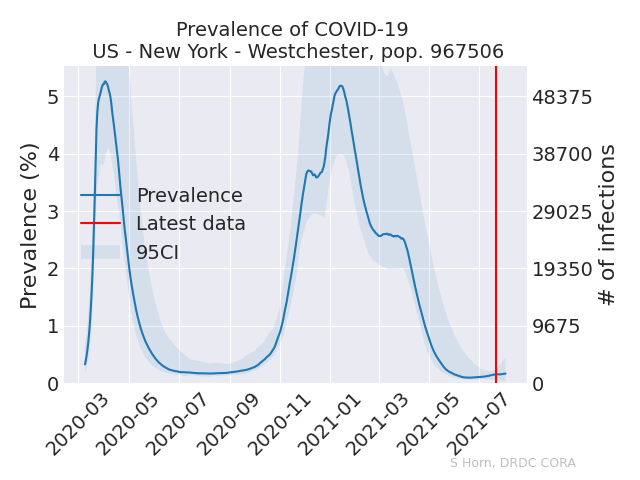 Prevalence of COVID-19
US - New York - Westchester, pop. 967506
Prevalence (%)
5
4
3
2
1
0
48375
38700
29025
19350
9675
0
# of infections
Prevalence
Latest data
95CI
2020-03
2020-05
2020-07
2020-09
2020-11
2021-01
2021-03
2021-05
2021-07
S Horn, DRDC CORA